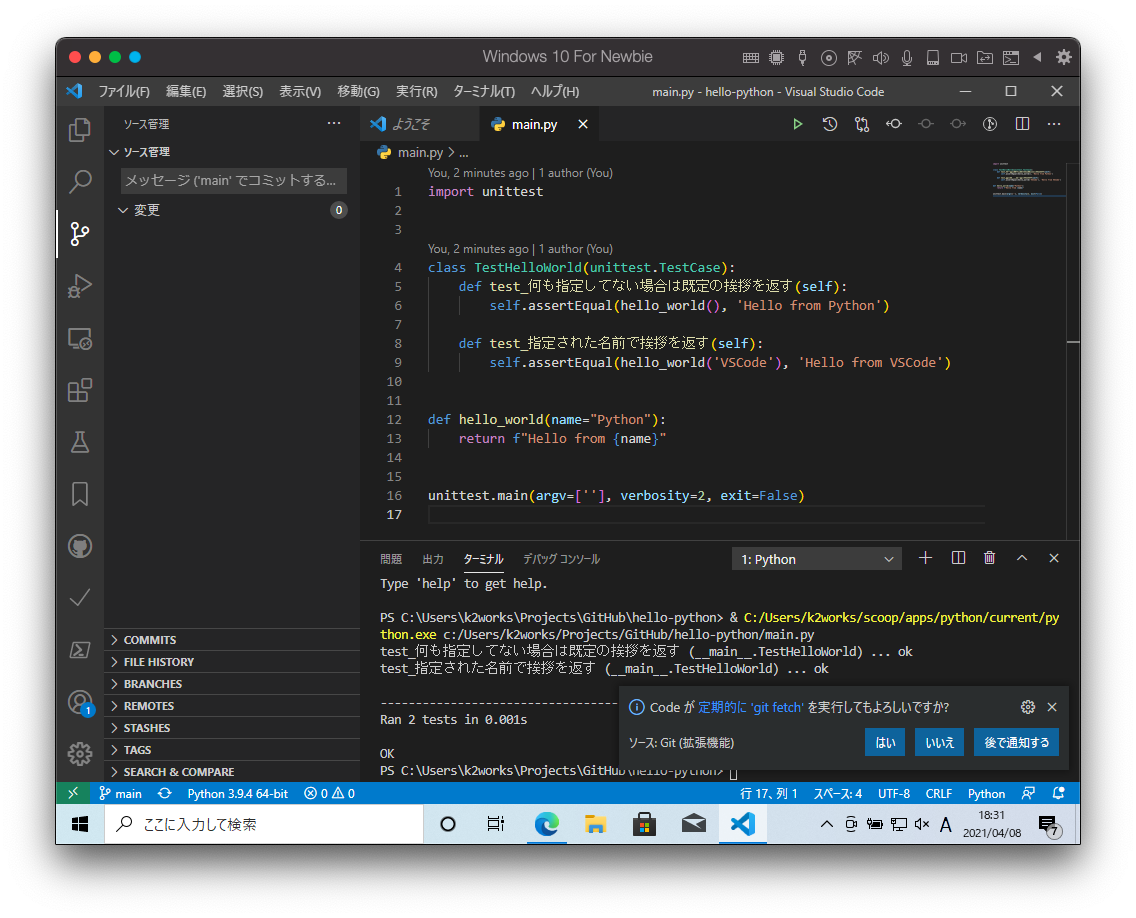 Windows 10 For Newbie
ファイル(F) 編集(E) 選択(S) 表示(V) 移動(G) 実行(R) ターミナル(T) ヘルプ(H) main.py - hello-python - Visual Studio Code
ソース管理 ···
ソース管理
メッセージ ('main' でコミットする...
変更 0
COMMITS
FILE HISTORY
BRANCHES
REMOTES
STASHES
TAGS
SEARCH & COMPARE
1
ようこそ main.py
main.py > ...
You, 2 minutes ago | 1 author (You)
1 import unittest
2
3
You, 2 minutes ago | 1 author (You)
4 class TestHelloWorld(unittest.TestCase):
5 def test_何も指定してない場合は既定の挨拶を返す(self):
6 self.assertEqual(hello_world(), 'Hello from Python')
7
8 def test_指定された名前で挨拶を返す(self):
9 self.assertEqual(hello_world('VSCode'), 'Hello from VSCode')
10
11
12 def hello_world(name="Python"):
13 return f"Hello from {name}"
14
15
16 unittest.main(argv=[''], verbosity=2, exit=False)
17
問題 出力 ターミナル デバッグ コンソール 1: Python
Type 'help' to get help.
PS C:\Users\k2works\Projects\GitHub\hello-python> & C:/Users/k2works/scoop/apps/python/current/py
thon.exe c:/Users/k2works/Projects/GitHub/hello-python/main.py
test_何も指定してない場合は既定の挨拶を返す (__main__.TestHelloWorld) ... ok
test_指定された名前で挨拶を返す (__main__.TestHelloWorld) ... ok
-------------------------------
Ran 2 tests in 0.001s
OK
PS C:\Users\k2works\Projects\GitHub\hello-python>
Code が 定期的に 'git fetch' を実行してもよろしいですか?
ソース: Git (拡張機能) はい いいえ 後で通知する
main Python 3.9.4 64-bit 0 0 行 17、列 1 スペース: 4 UTF-8 CRLF Python
ここに入力して検索 A 18:31
2021/04/08 7